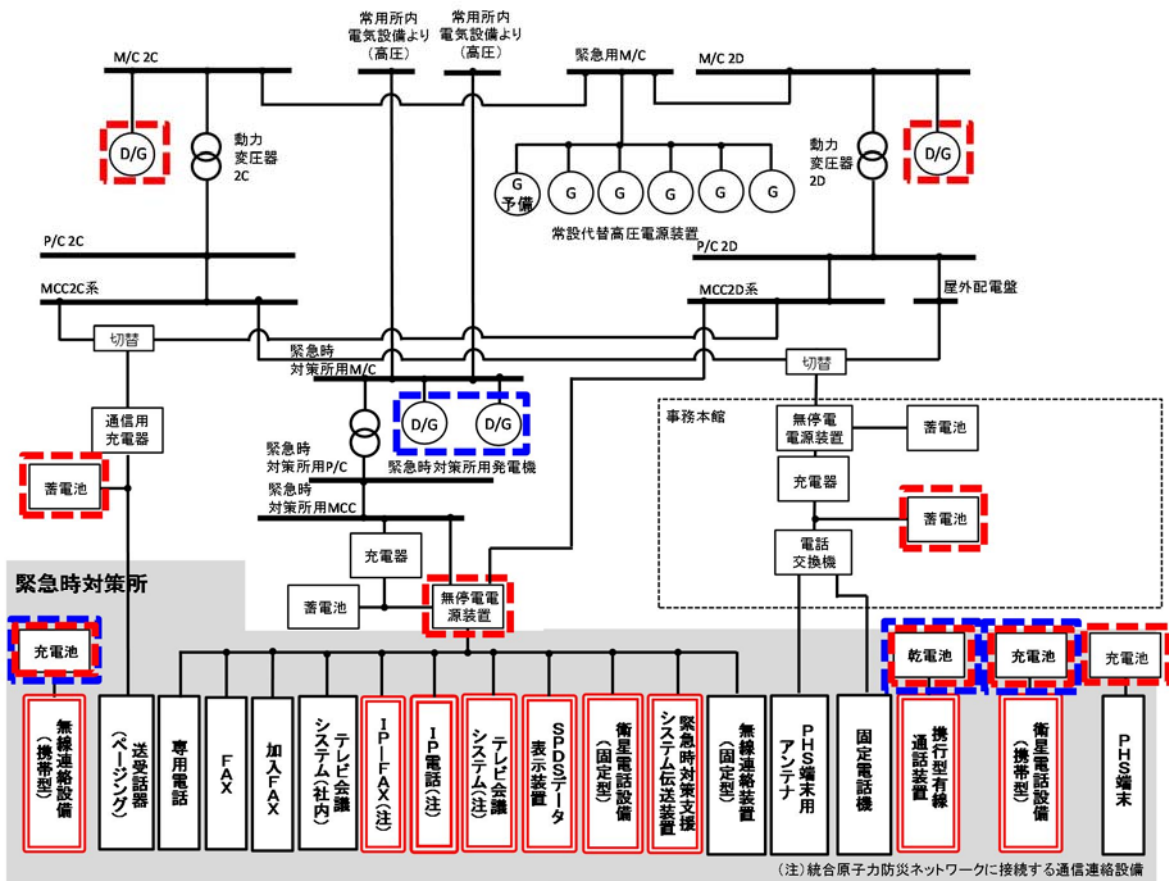 常用所内
電気設備より
(高圧)
常用所内
電気設備より
(高圧)
M/C 2C
緊急用M/C
M/C 2D
D/G
動力
変圧器
2C
G
予備
G
G
G
G
G
常設代替高圧電源装置
動力
変圧器
2D
D/G
P/C 2C
P/C 2D
MCC2C系
MCC2D系
屋外配電盤
切替
緊急時
対策所用M/C
切替
通信用
充電器
D/G
D/G
緊急時対策所用発電機
事務本館
無停電
電源装置
蓄電池
緊急時
対策所用P/C
充電器
蓄電池
緊急時
対策所用MCC
蓄電池
電話
交換機
充電器
緊急時対策所
蓄電池
無停電電
源装置
充電池
乾電池
充電池
充電池
無線連絡設備
(携帯型)
送受話器
(ページング)
専用電話
FAX
加入FAX
テレビ会議
システム(社内)
IP-FAX(注)
IP電話(注)
テレビ会議
システム(注)
SPDSデータ
表示装置
衛星電話設備
(固定型)
緊急時対策支援
システム伝送装置
無線連絡装置
(固定型)
PHS端末用
アンテナ
固定電話機
携行型有線
通話装置
衛星電話設備
(携帯型)
PHS端末
(注)統合原子力防災ネットワークに接続する通信連絡設備